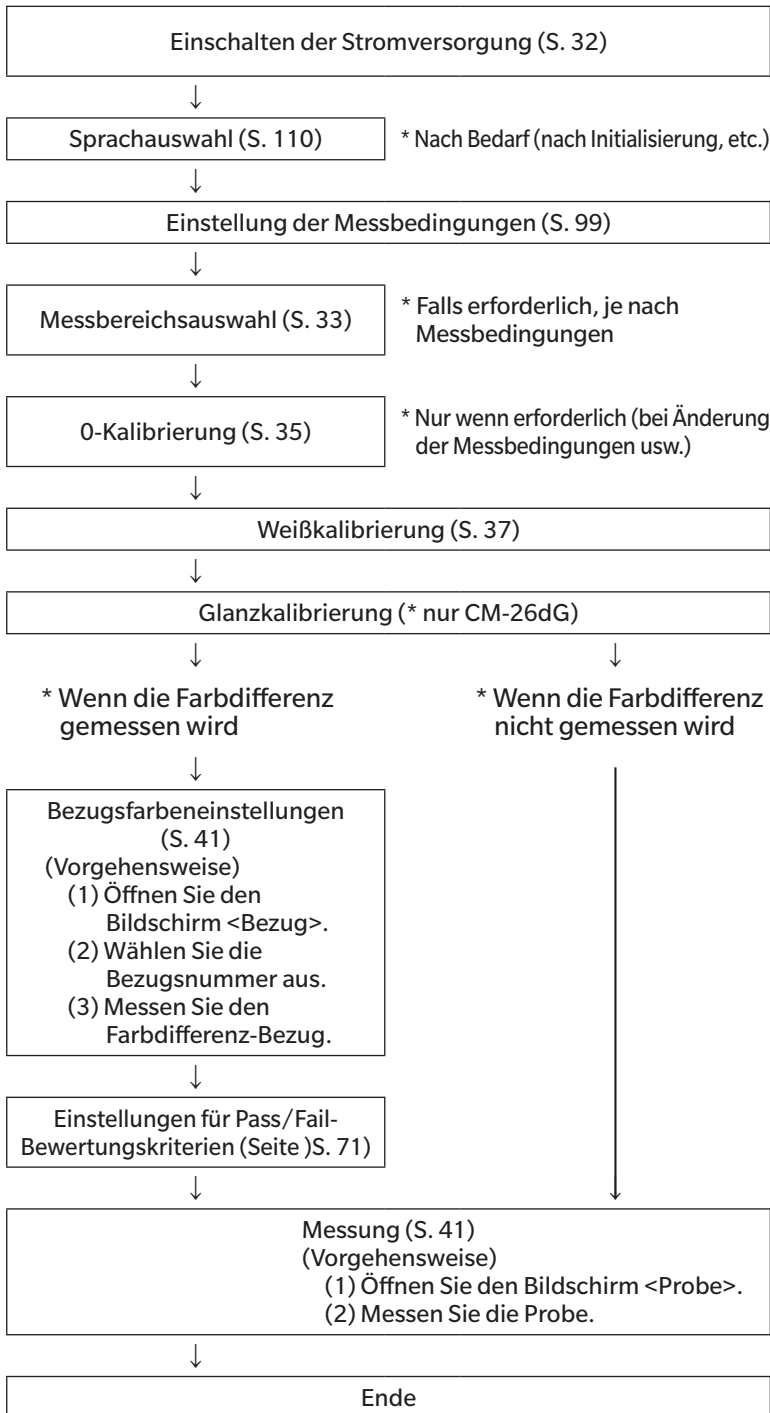 Einschalten der Stromversorgung (S. 32)
↓
Sprachauswahl (S. 110)
* Nach Bedarf (nach Initialisierung, etc.)
↓
Einstellung der Messbedingungen (S. 99)
↓
Messbereichsauswahl (S. 33)
* Falls erforderlich, je nach
Messbedingungen
↓
0-Kalibrierung (S. 35)
* Nur wenn erforderlich (bei Änderung
der Messbedingungen usw.)
↓
Weißkalibrierung (S. 37)
↓
Glanzkalibrierung (* nur CM-26dG)
↓ ↓
* Wenn die Farbdifferenz
gemessen wird
* Wenn die Farbdifferenz
nicht gemessen wird
↓
Bezugsfarbeneinstellungen
(S. 41)
(Vorgehensweise)
(1) Öffnen Sie den
Bildschirm <Bezug>.
(2) Wählen Sie die
Bezugsnummer aus.
(3) Messen Sie den
Farbdifferenz-Bezug.
↓
Einstellungen für Pass/Fail-
Bewertungskriterien (Seite )S. 71)
↓
Messung (S. 41)
(Vorgehensweise)
(1) Öffnen Sie den Bildschirm <Probe>.
(2) Messen Sie die Probe.
↓
Ende